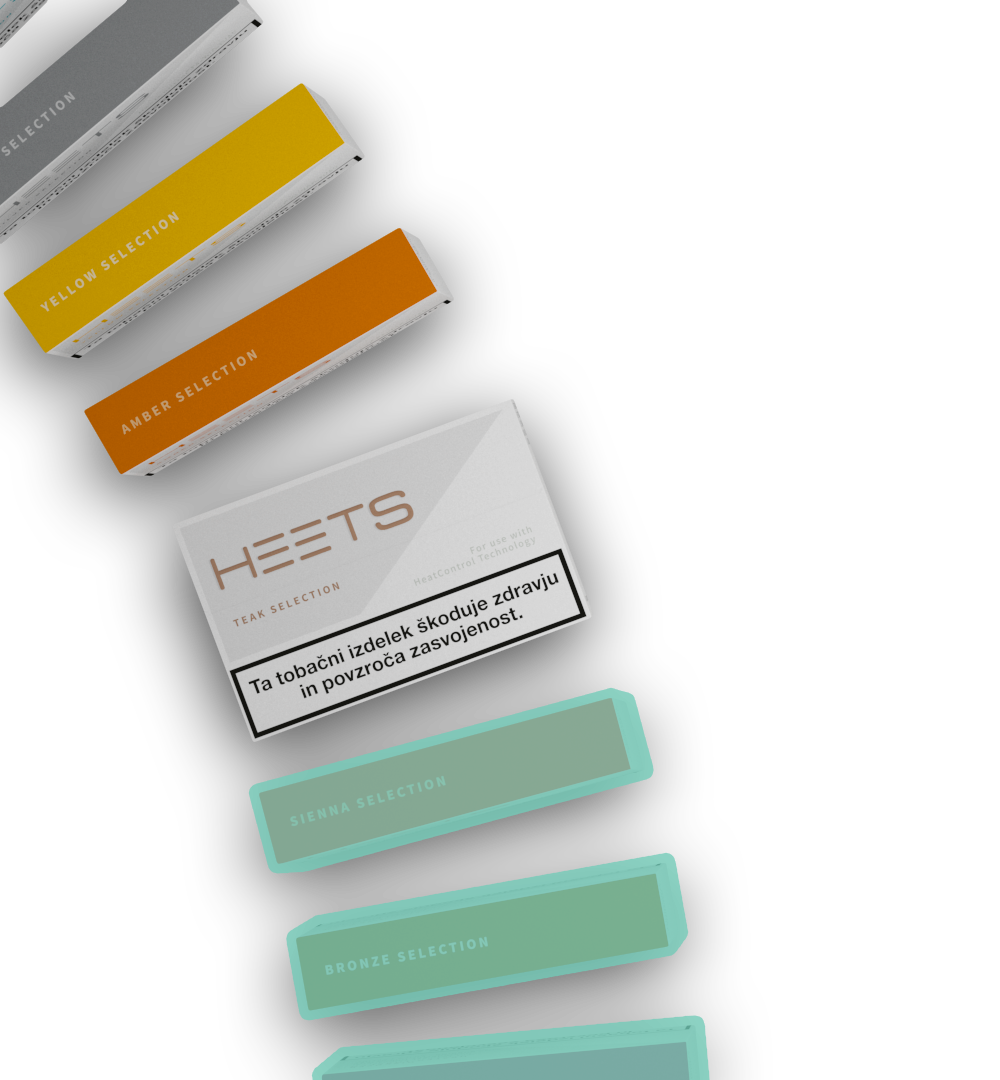 SELECTION
YELLOW SELECTION
AMBER SELECTION
HEETS
TEAK SELECTION
For use with
HeatControl Technology
Ta tobačni izdelek škoduje zdravju
in povzroča zasvojenost.
SIENNA SELECTION
BRONZE SELECTION